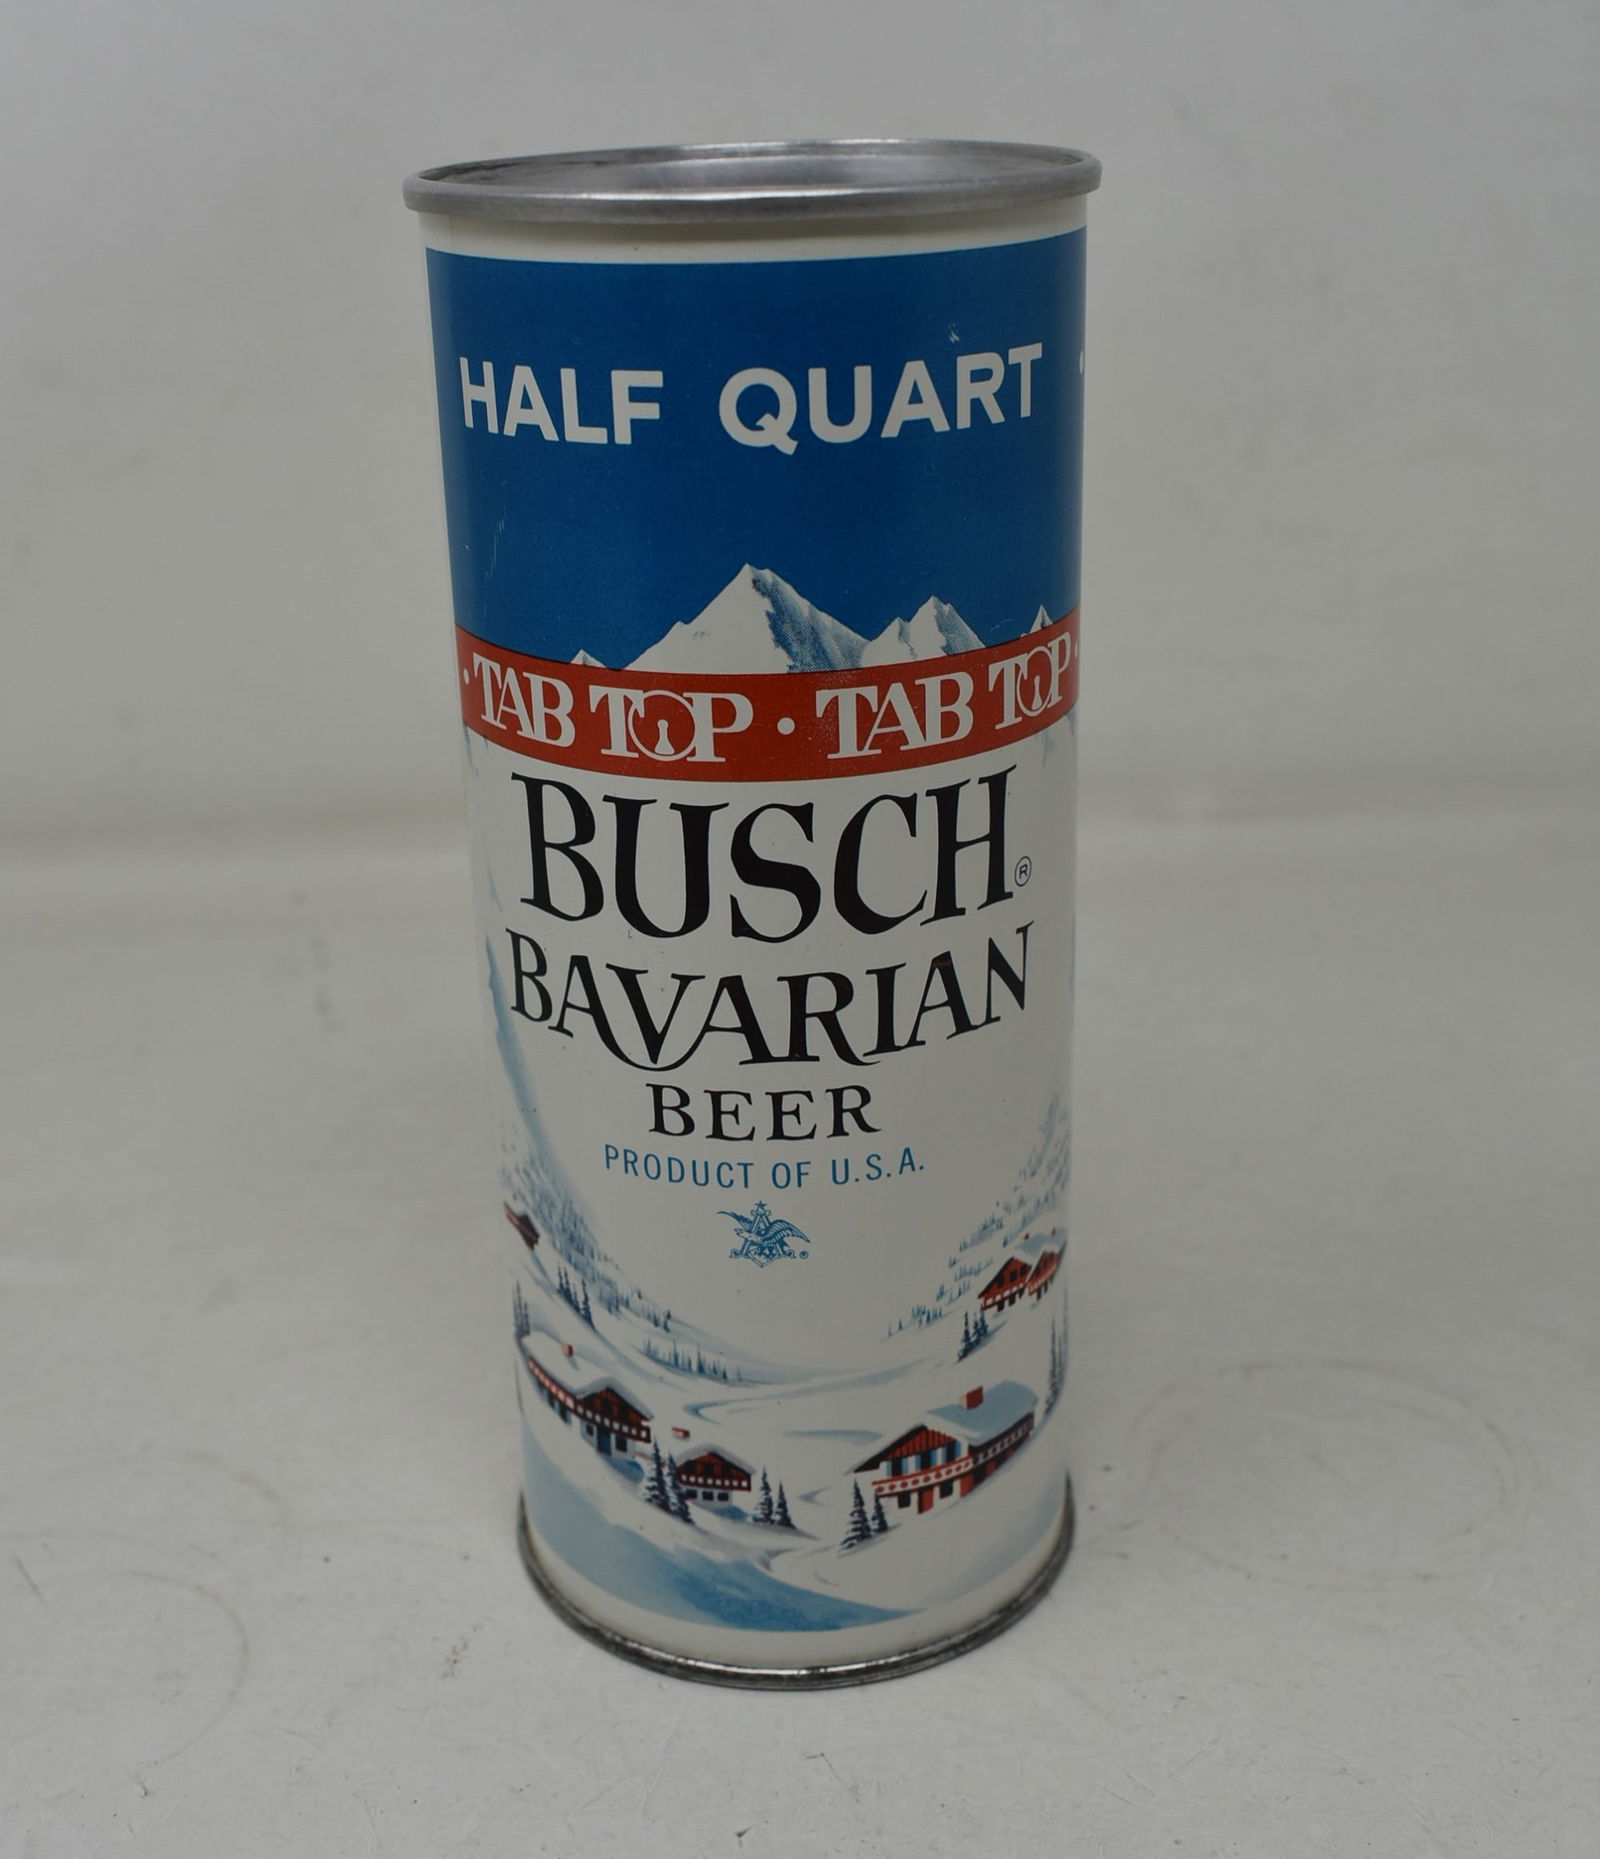 HALF QUART ·
· TAB TOP · TAB TOP ·
BUSCH®
BAVARIAN
BEER
PRODUCT OF U.S.A.